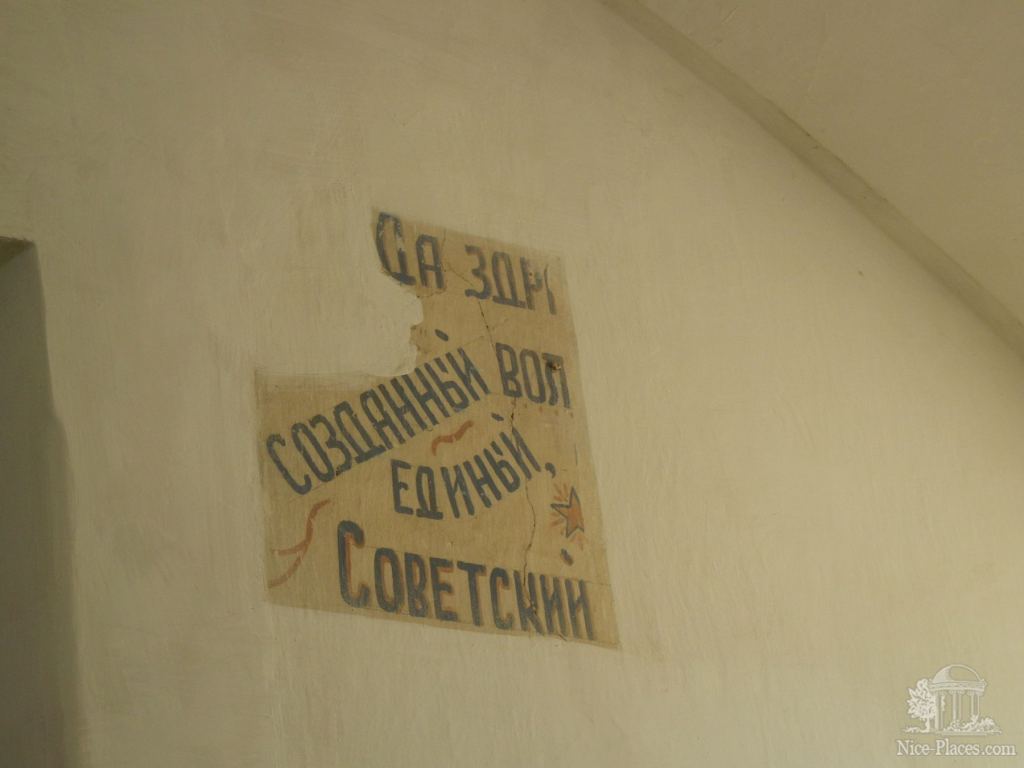 ДА ЗДР
СОЗДАННЫЙ ВОЛ
ЕДИНЫЙ,
СОВЕТСКИЙ
Nice-Places.com